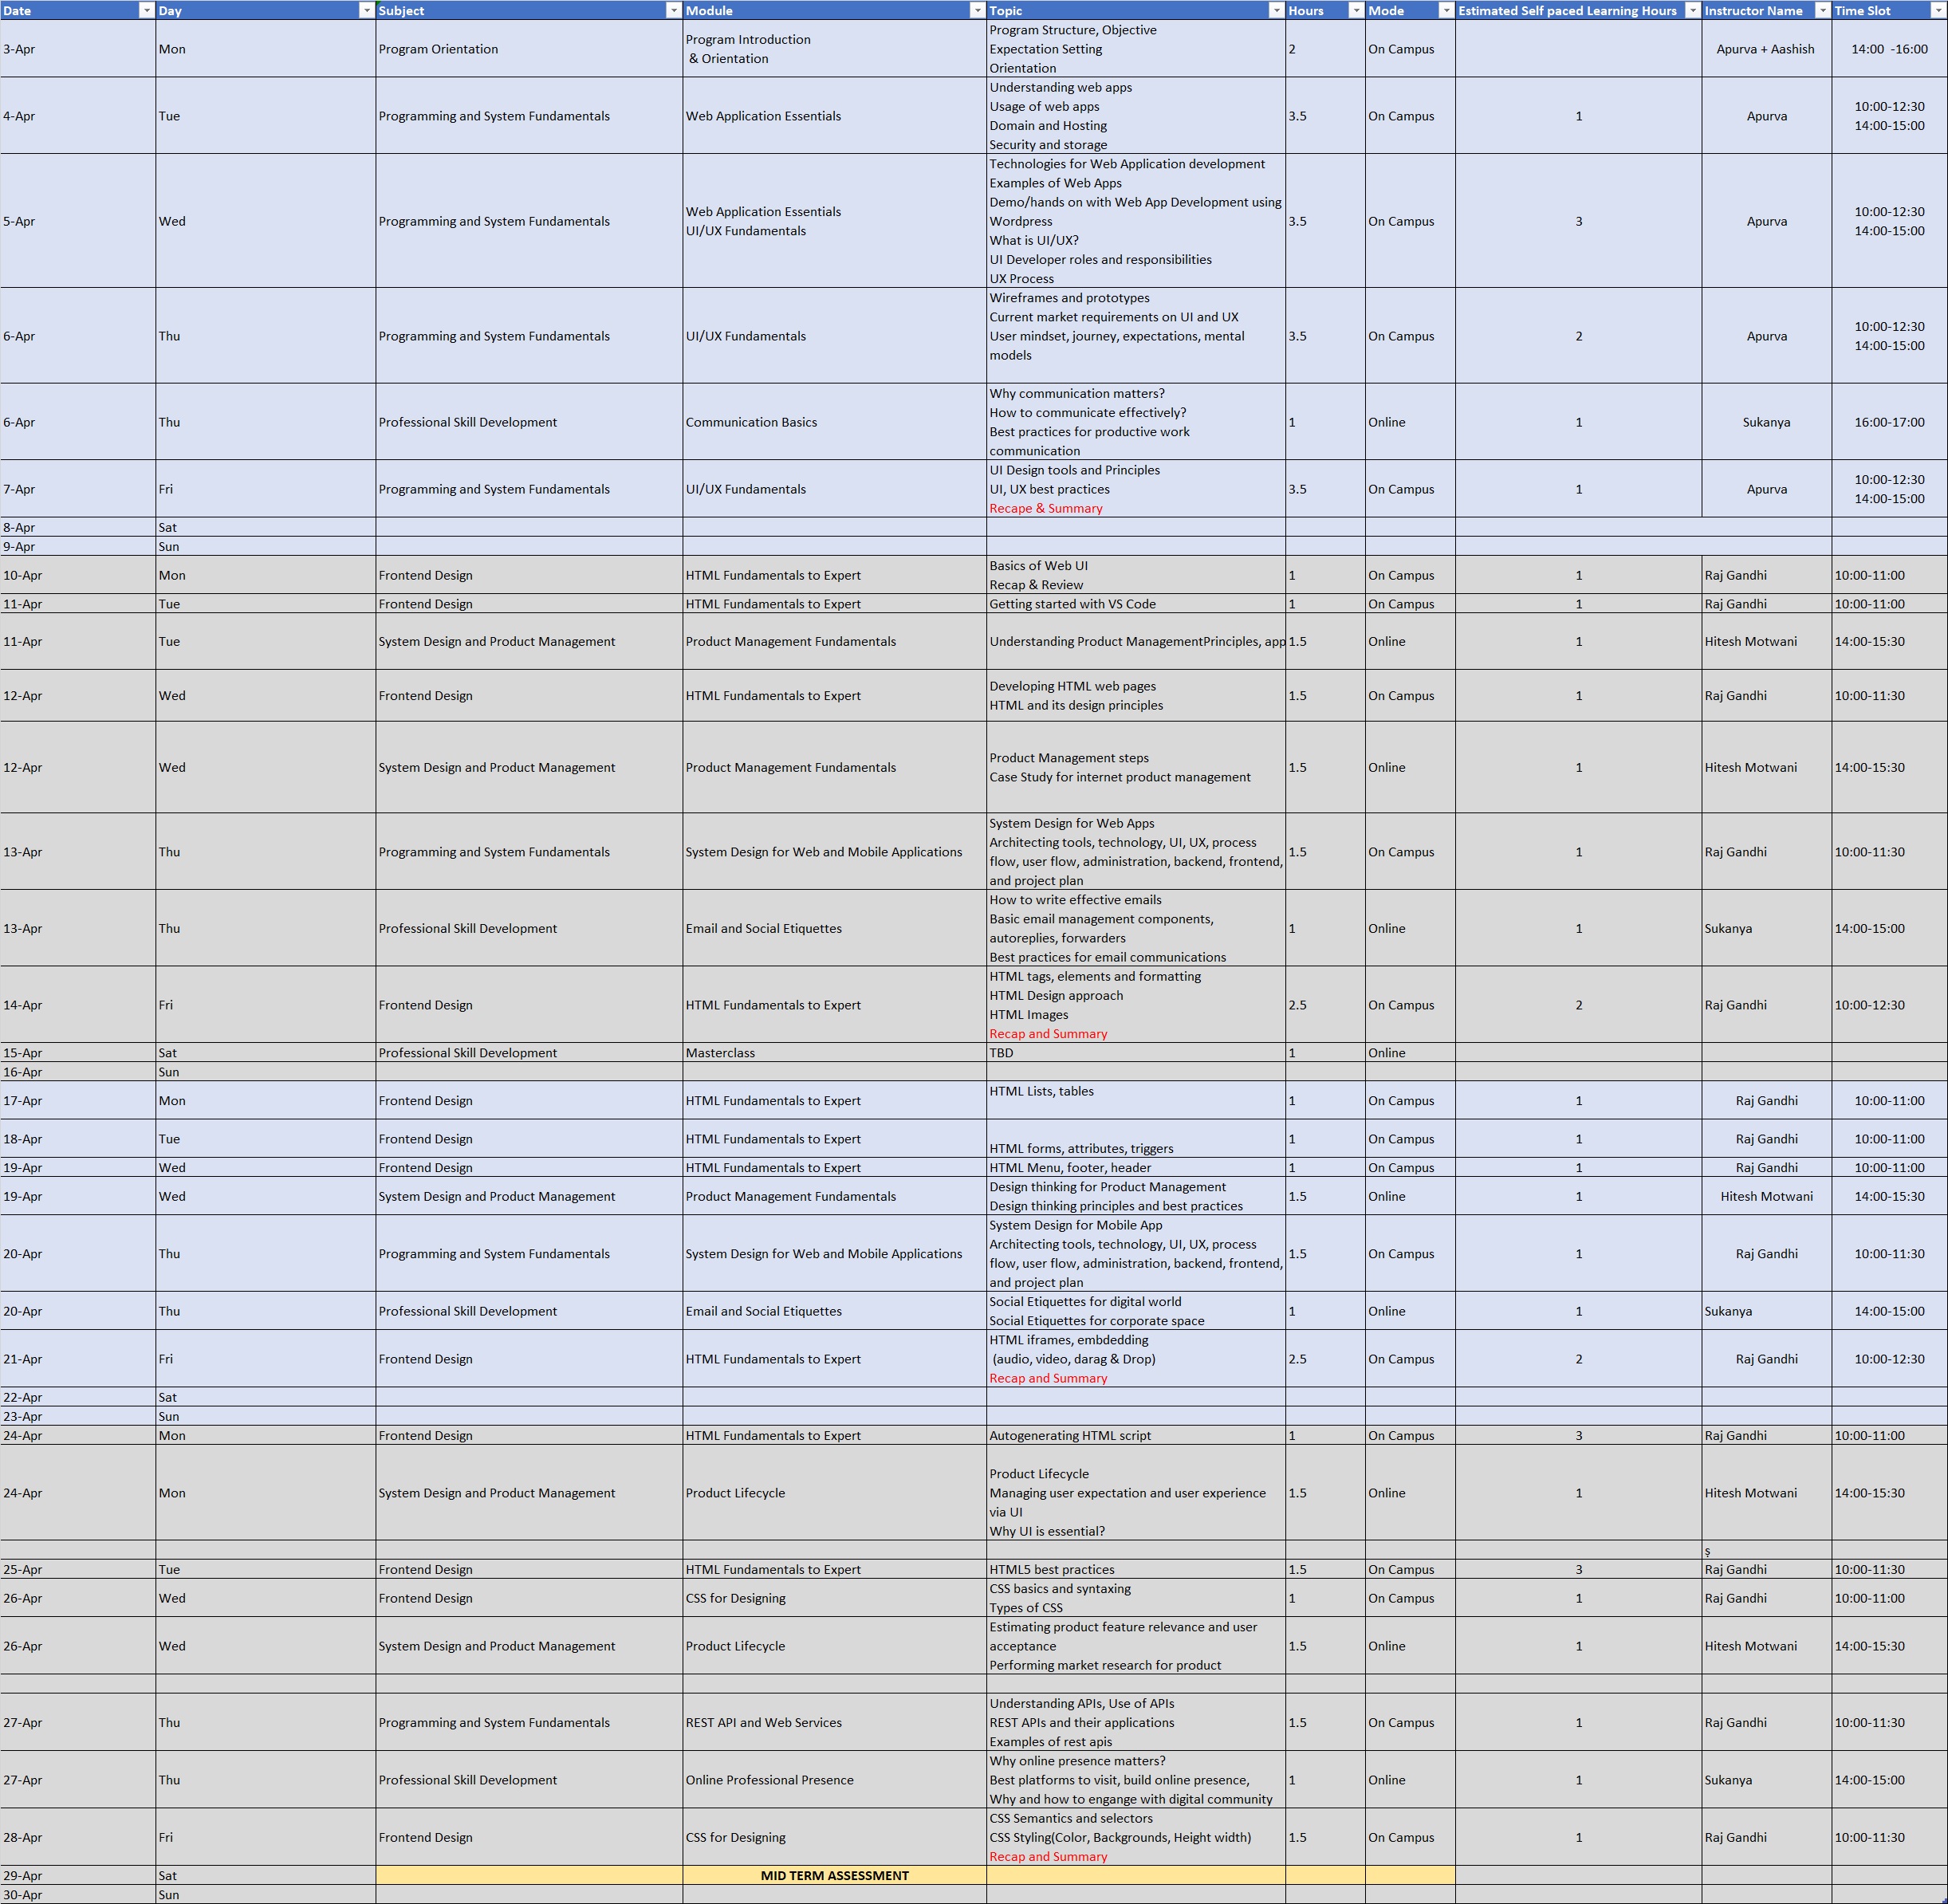 Date Day Subject Module Topic Hours Mode Estimated Self paced Learning Hours Instructor Name Time Slot
3-Apr Mon Program Orientation Program Introduction
& Orientation Program Structure, Objective
Expectation Setting
Orientation 2 On Campus Apurva + Aashish 14:00 -16:00
4-Apr Tue Programming and System Fundamentals Web Application Essentials Understanding web apps
Usage of web apps
Domain and Hosting
Security and storage 3.5 On Campus 1 Apurva 10:00-12:30
14:00-15:00
5-Apr Wed Programming and System Fundamentals Web Application Essentials
UI/UX Fundamentals Technologies for Web Application development
Examples of Web Apps
Demo/hands on with Web App Development using
Wordpress
What is UI/UX?
UI Developer roles and responsibilities
UX Process 3.5 On Campus 3 Apurva 10:00-12:30
14:00-15:00
6-Apr Thu Programming and System Fundamentals UI/UX Fundamentals Wireframes and prototypes
Current market requirements on UI and UX
User mindset, journey, expectations, mental
models 3.5 On Campus 2 Apurva 10:00-12:30
14:00-15:00
6-Apr Thu Professional Skill Development Communication Basics Why communication matters?
How to communicate effectively?
Best practices for productive work
communication 1 Online 1 Sukanya 16:00-17:00
7-Apr Fri Programming and System Fundamentals UI/UX Fundamentals UI Design tools and Principles
UI, UX best practices
Recape & Summary 3.5 On Campus 1 Apurva 10:00-12:30
14:00-15:00
8-Apr Sat
9-Apr Sun
10-Apr Mon Frontend Design HTML Fundamentals to Expert Basics of Web UI
Recap & Review 1 On Campus 1 Raj Gandhi 10:00-11:00
11-Apr Tue Frontend Design HTML Fundamentals to Expert Getting started with VS Code 1 On Campus 1 Raj Gandhi 10:00-11:00
11-Apr Tue System Design and Product Management Product Management Fundamentals Understanding Product ManagementPrinciples, app 1.5 Online 1 Hitesh Motwani 14:00-15:30
12-Apr Wed Frontend Design HTML Fundamentals to Expert Developing HTML web pages
HTML and its design principles 1.5 On Campus 1 Raj Gandhi 10:00-11:30
12-Apr Wed System Design and Product Management Product Management Fundamentals Product Management steps
Case Study for internet product management 1.5 Online 1 Hitesh Motwani 14:00-15:30
13-Apr Thu Programming and System Fundamentals System Design for Web and Mobile Applications System Design for Web Apps
Architecting tools, technology, UI, UX, process
flow, user flow, administration, backend, frontend,
and project plan 1.5 On Campus 1 Raj Gandhi 10:00-11:30
13-Apr Thu Professional Skill Development Email and Social Etiquettes How to write effective emails
Basic email management components,
autoreplies, forwarders
Best practices for email communications 1 Online 1 Sukanya 14:00-15:00
14-Apr Fri Frontend Design HTML Fundamentals to Expert HTML tags, elements and formatting
HTML Design approach
HTML Images
Recap and Summary 2.5 On Campus 2 Raj Gandhi 10:00-12:30
15-Apr Sat Professional Skill Development Masterclass TBD 1 Online
16-Apr Sun
17-Apr Mon Frontend Design HTML Fundamentals to Expert HTML Lists, tables 1 On Campus 1 Raj Gandhi 10:00-11:00
18-Apr Tue Frontend Design HTML Fundamentals to Expert HTML forms, attributes, triggers 1 On Campus 1 Raj Gandhi 10:00-11:00
19-Apr Wed Frontend Design HTML Fundamentals to Expert HTML Menu, footer, header 1 On Campus 1 Raj Gandhi 10:00-11:00
19-Apr Wed System Design and Product Management Product Management Fundamentals Design thinking for Product Management
Design thinking principles and best practices 1.5 Online 1 Hitesh Motwani 14:00-15:30
20-Apr Thu Programming and System Fundamentals System Design for Web and Mobile Applications System Design for Mobile App
Architecting tools, technology, UI, UX, process
flow, user flow, administration, backend, frontend,
and project plan 1.5 On Campus 1 Raj Gandhi 10:00-11:30
20-Apr Thu Professional Skill Development Email and Social Etiquettes Social Etiquettes for digital world
Social Etiquettes for corporate space 1 Online 1 Sukanya 14:00-15:00
21-Apr Fri Frontend Design HTML Fundamentals to Expert HTML iframes, embdedding
(audio, video, darag & Drop)
Recap and Summary 2.5 On Campus 2 Raj Gandhi 10:00-12:30
22-Apr Sat
23-Apr Sun
24-Apr Mon Frontend Design HTML Fundamentals to Expert Autogenerating HTML script 1 On Campus 3 Raj Gandhi 10:00-11:00
24-Apr Mon System Design and Product Management Product Lifecycle Product Lifecycle
Managing user expectation and user experience
via UI
Why UI is essential? 1.5 Online 1 Hitesh Motwani 14:00-15:30
ş
25-Apr Tue Frontend Design HTML Fundamentals to Expert HTML5 best practices 1.5 On Campus 3 Raj Gandhi 10:00-11:30
26-Apr Wed Frontend Design CSS for Designing CSS basics and syntaxing
Types of CSS 1 On Campus 1 Raj Gandhi 10:00-11:00
26-Apr Wed System Design and Product Management Product Lifecycle Estimating product feature relevance and user
acceptance
Performing market research for product 1.5 Online 1 Hitesh Motwani 14:00-15:30
27-Apr Thu Programming and System Fundamentals REST API and Web Services Understanding APIs, Use of APIs
REST APIs and their applications
Examples of rest apis 1.5 On Campus 1 Raj Gandhi 10:00-11:30
27-Apr Thu Professional Skill Development Online Professional Presence Why online presence matters?
Best platforms to visit, build online presence,
Why and how to engange with digital community 1 Online 1 Sukanya 14:00-15:00
28-Apr Fri Frontend Design CSS for Designing CSS Semantics and selectors
CSS Styling(Color, Backgrounds, Height width)
Recap and Summary 1.5 On Campus 1 Raj Gandhi 10:00-11:30
29-Apr Sat MID TERM ASSESSMENT
30-Apr Sun